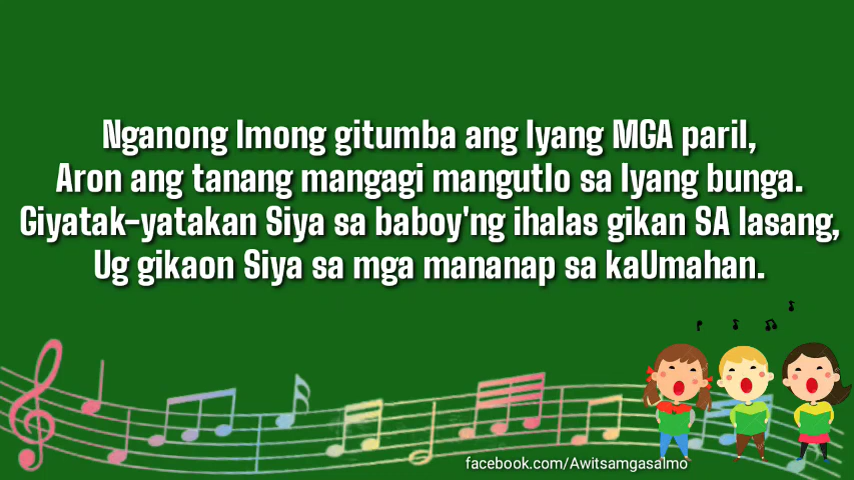 Nganong Imong gitumba ang Iyang MGA paril,
Aron ang tanang mangagi mangutlo sa Iyang bunga.
Giyatak-yatakan Siya sa baboy'ng ihalas gikan SA lasang,
Ug gikaon Siya sa mga mananap sa kaUmahan.
facebook.com/Awitsamgasalmo